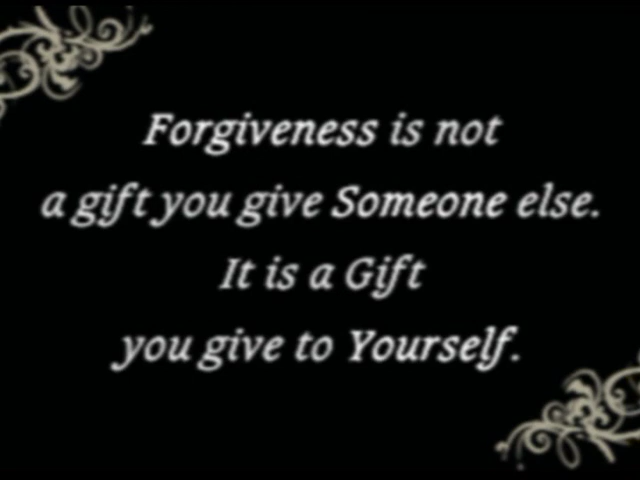 Forgiveness is not
a gift you give Someone else.
It is a Gift
you give to Yourself.